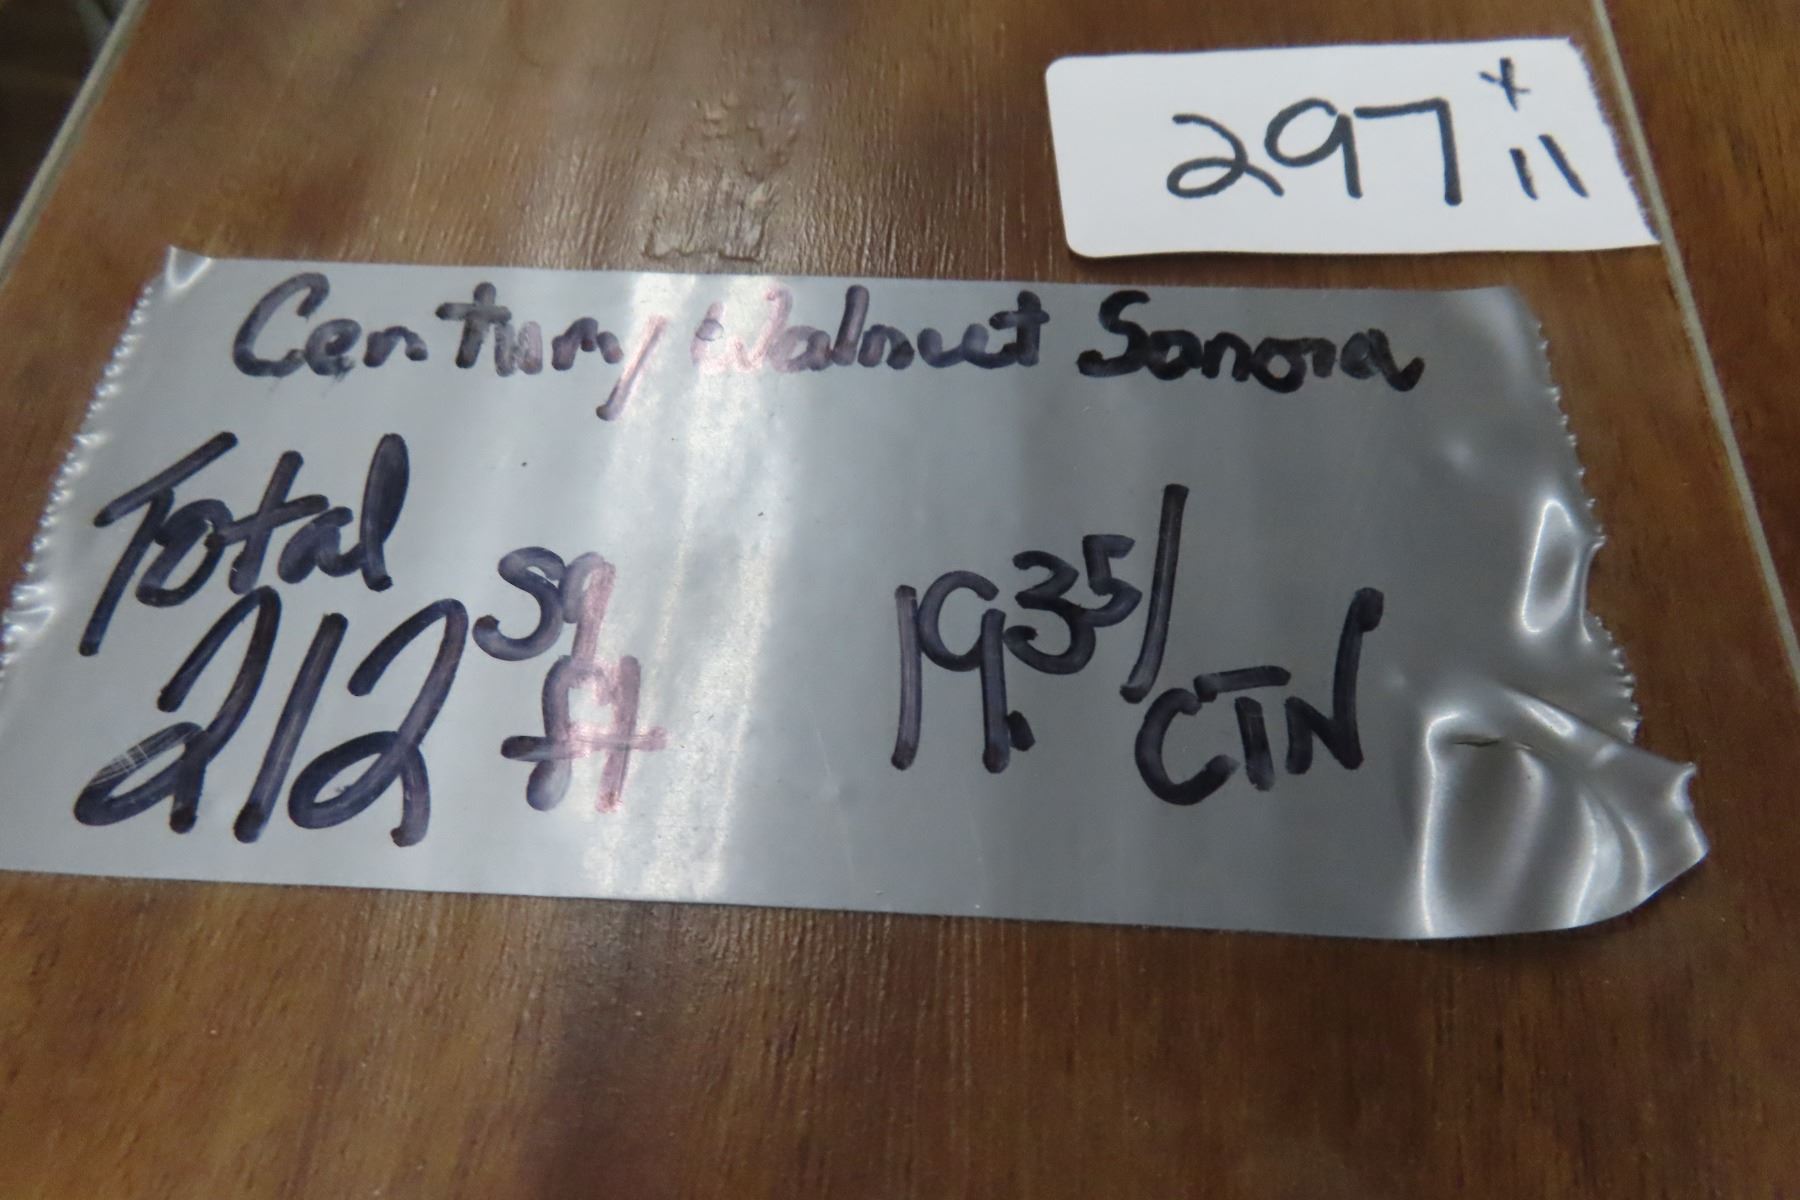 297 x 11
Century Walnut Sonora
Total
212 sq ft
19.35/CTN